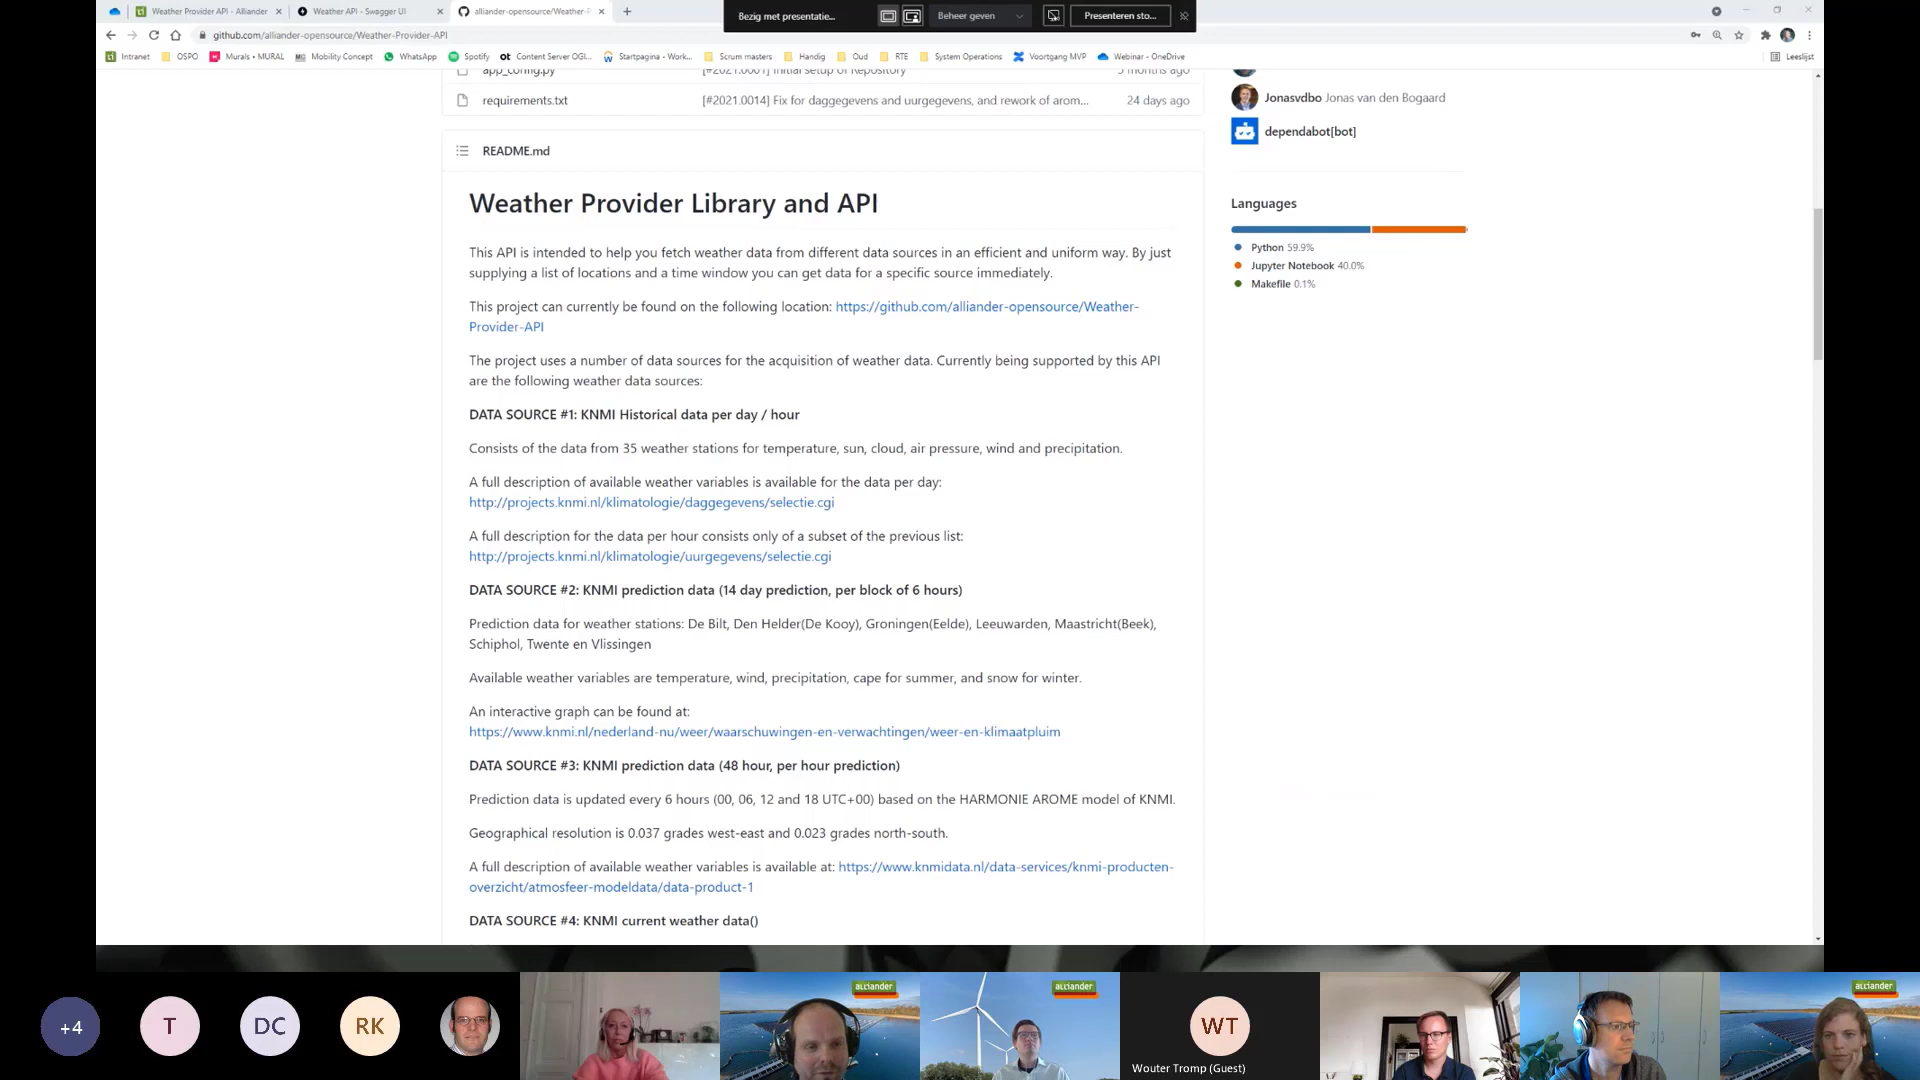 Weather Provider API - Alliander
Weather API - Swagger UI
alliander-opensource/Weather-P
Bezig met presentatie...
Beheer geven
Presenteren sto...
github.com/alliander-opensource/Weather-Provider-API
Intranet
OSPO
Murals • MURAL
Mobility Concept
WhatsApp
Spotify
Content Server OGI...
Startpagina - Work...
Scrum masters
Handig
Oud
RTE
System Operations
Voortgang MVP
Webinar - OneDrive
Leeslijst
app_config.py
[#2021.0001] Initial setup of Repository
5 months ago
requirements.txt
[#2021.0014] Fix for daggegevens and uurgegevens, and rework of arom...
24 days ago
Jonasvdbo Jonas van den Bogaard
dependabot[bot]
README.md
Languages
Python 59.9%
Jupyter Notebook 40.0%
Makefile 0.1%
Weather Provider Library and API
This API is intended to help you fetch weather data from different data sources in an efficient and uniform way. By just
supplying a list of locations and a time window you can get data for a specific source immediately.
This project can currently be found on the following location: https://github.com/alliander-opensource/Weather-
Provider-API
The project uses a number of data sources for the acquisition of weather data. Currently being supported by this API
are the following weather data sources:
DATA SOURCE #1: KNMI Historical data per day / hour
Consists of the data from 35 weather stations for temperature, sun, cloud, air pressure, wind and precipitation.
A full description of available weather variables is available for the data per day:
http://projects.knmi.nl/klimatologie/daggegevens/selectie.cgi
A full description for the data per hour consists only of a subset of the previous list:
http://projects.knmi.nl/klimatologie/uurgegevens/selectie.cgi
DATA SOURCE #2: KNMI prediction data (14 day prediction, per block of 6 hours)
Prediction data for weather stations: De Bilt, Den Helder(De Kooy), Groningen(Eelde), Leeuwarden, Maastricht(Beek),
Schiphol, Twente en Vlissingen
Available weather variables are temperature, wind, precipitation, cape for summer, and snow for winter.
An interactive graph can be found at:
https://www.knmi.nl/nederland-nu/weer/waarschuwingen-en-verwachtingen/weer-en-klimaatpluim
DATA SOURCE #3: KNMI prediction data (48 hour, per hour prediction)
Prediction data is updated every 6 hours (00, 06, 12 and 18 UTC+00) based on the HARMONIE AROME model of KNMI.
Geographical resolution is 0.037 grades west-east and 0.023 grades north-south.
A full description of available weather variables is available at: https://www.knmidata.nl/data-services/knmi-producten-
overzicht/atmosfeer-modeldata/data-product-1
DATA SOURCE #4: KNMI current weather data()
+4
T
DC
RK
alliander
alliander
WT
Wouter Tromp (Guest)
alliander